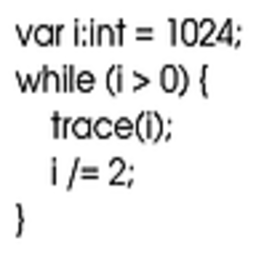 var i:int = 1024;
while (i > 0) {
    trace(i);
    i /= 2;
}